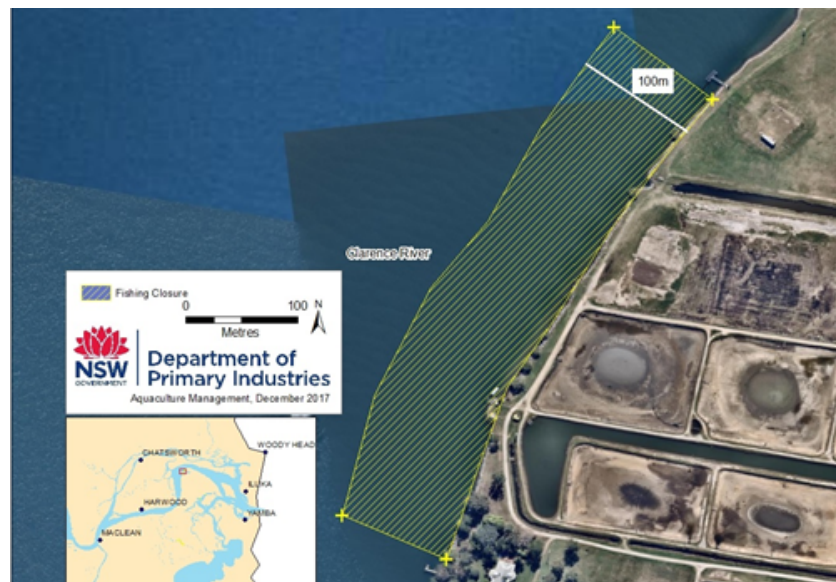 100m
Clarence River
Fishing Closure
0 100 N
Metres
NSW
GOVERNMENT
Department of
Primary Industries
Aquaculture Management, December 2017
CHATSWORTH
WOODY HEAD
ILUKA
HARWOOD
YAMBA
MACLEAN